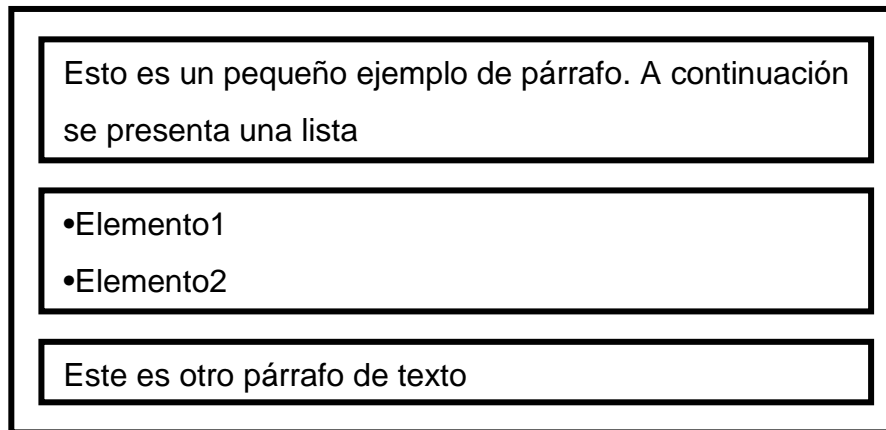 Esto es un pequeño ejemplo de párrafo. A continuación
se presenta una lista
•Elemento1
•Elemento2
Este es otro párrafo de texto